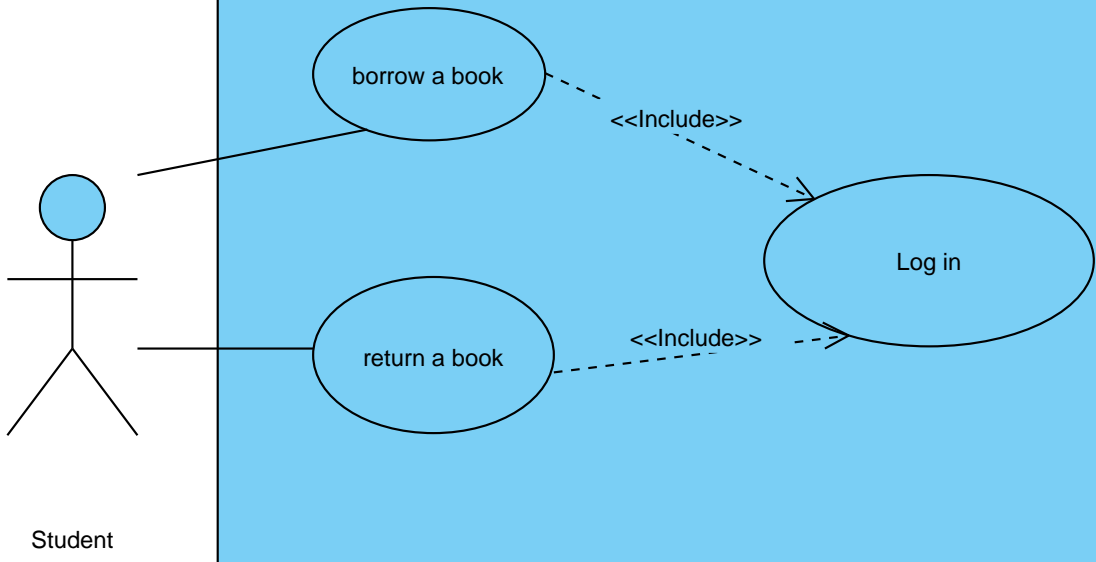 borrow a book
<<Include>>
Log in
<<Include>>
return a book
Student